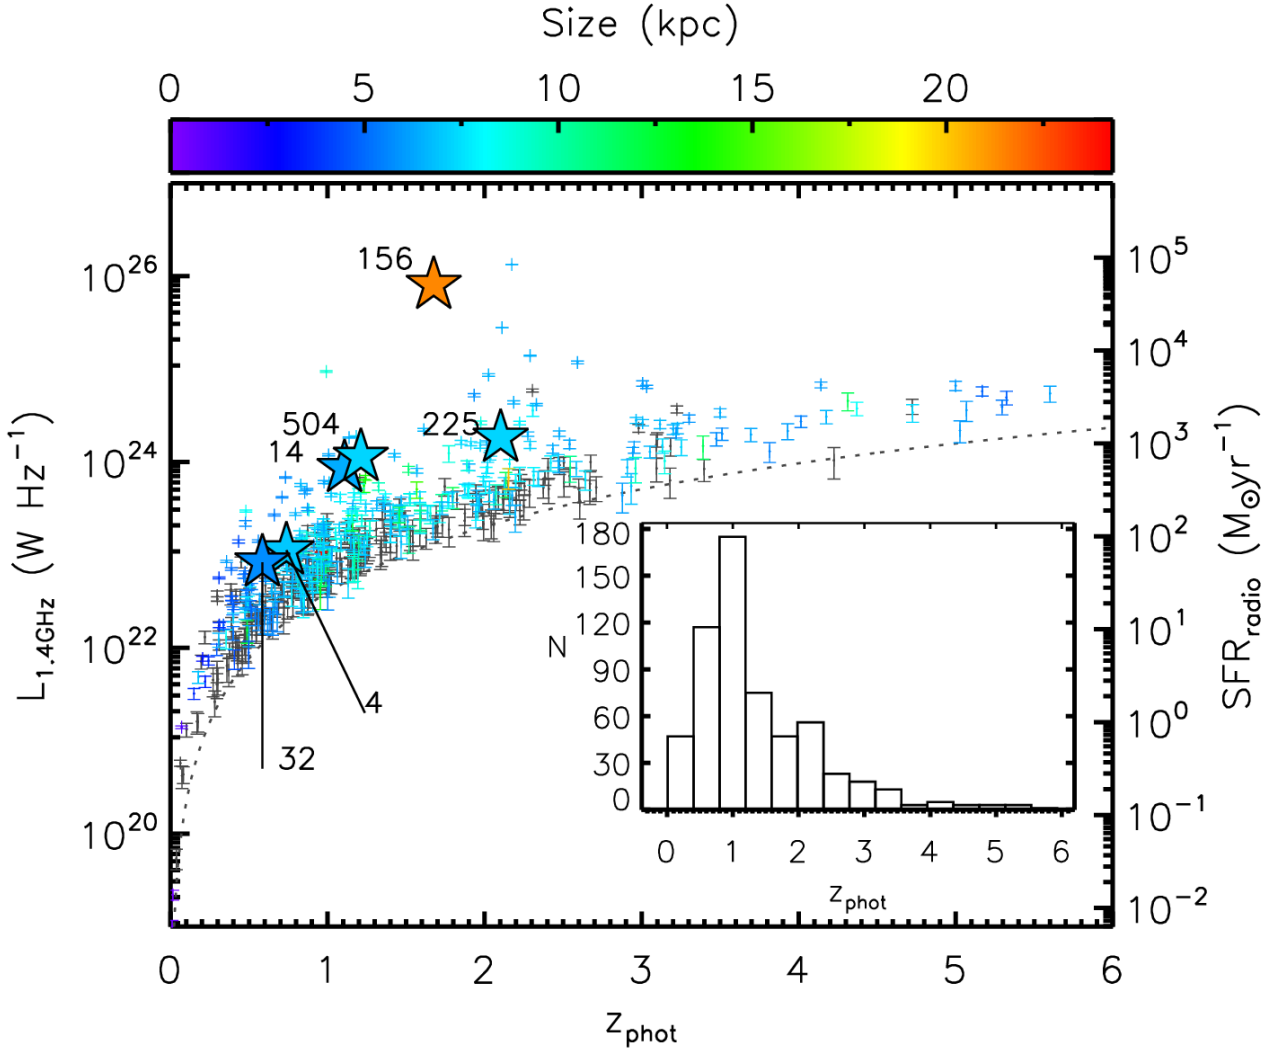 Size (kpc)
0 5 10 15 20
10^26
10^24
10^22
10^20
L_1.4GHz (W Hz^-1)
156
504
14
225
4
32
10^5
10^4
10^3
10^2
10^1
10^0
10^-1
10^-2
SFR_radio (M_⊙yr^-1)
180
150
120
90
60
30
0
N
0 1 2 3 4 5 6
z_phot
0 1 2 3 4 5 6
z_phot